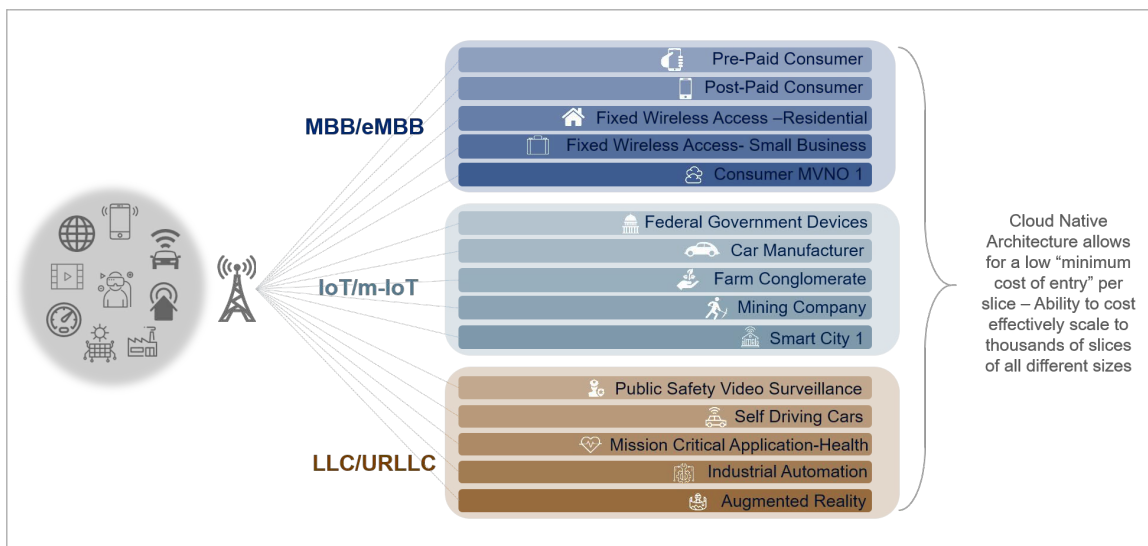 MBB/eMBB
Pre-Paid Consumer
Post-Paid Consumer
Fixed Wireless Access –Residential
Fixed Wireless Access- Small Business
Consumer MVNO 1
IoT/m-IoT
Federal Government Devices
Car Manufacturer
Farm Conglomerate
Mining Company
Smart City 1
LLC/URLLC
Public Safety Video Surveillance
Self Driving Cars
Mission Critical Application-Health
Industrial Automation
Augmented Reality
Cloud Native
Architecture allows
for a low “minimum
cost of entry” per
slice – Ability to cost
effectively scale to
thousands of slices
of all different sizes